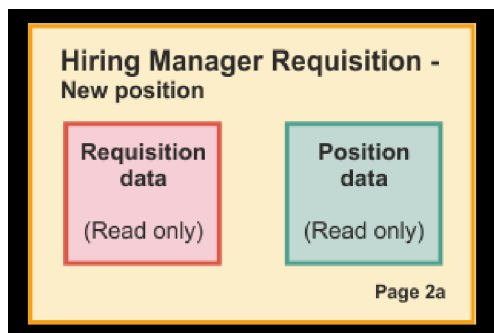 Hiring Manager Requisition -
New position
Requisition
data
(Read only)
Position
data
(Read only)
Page 2a